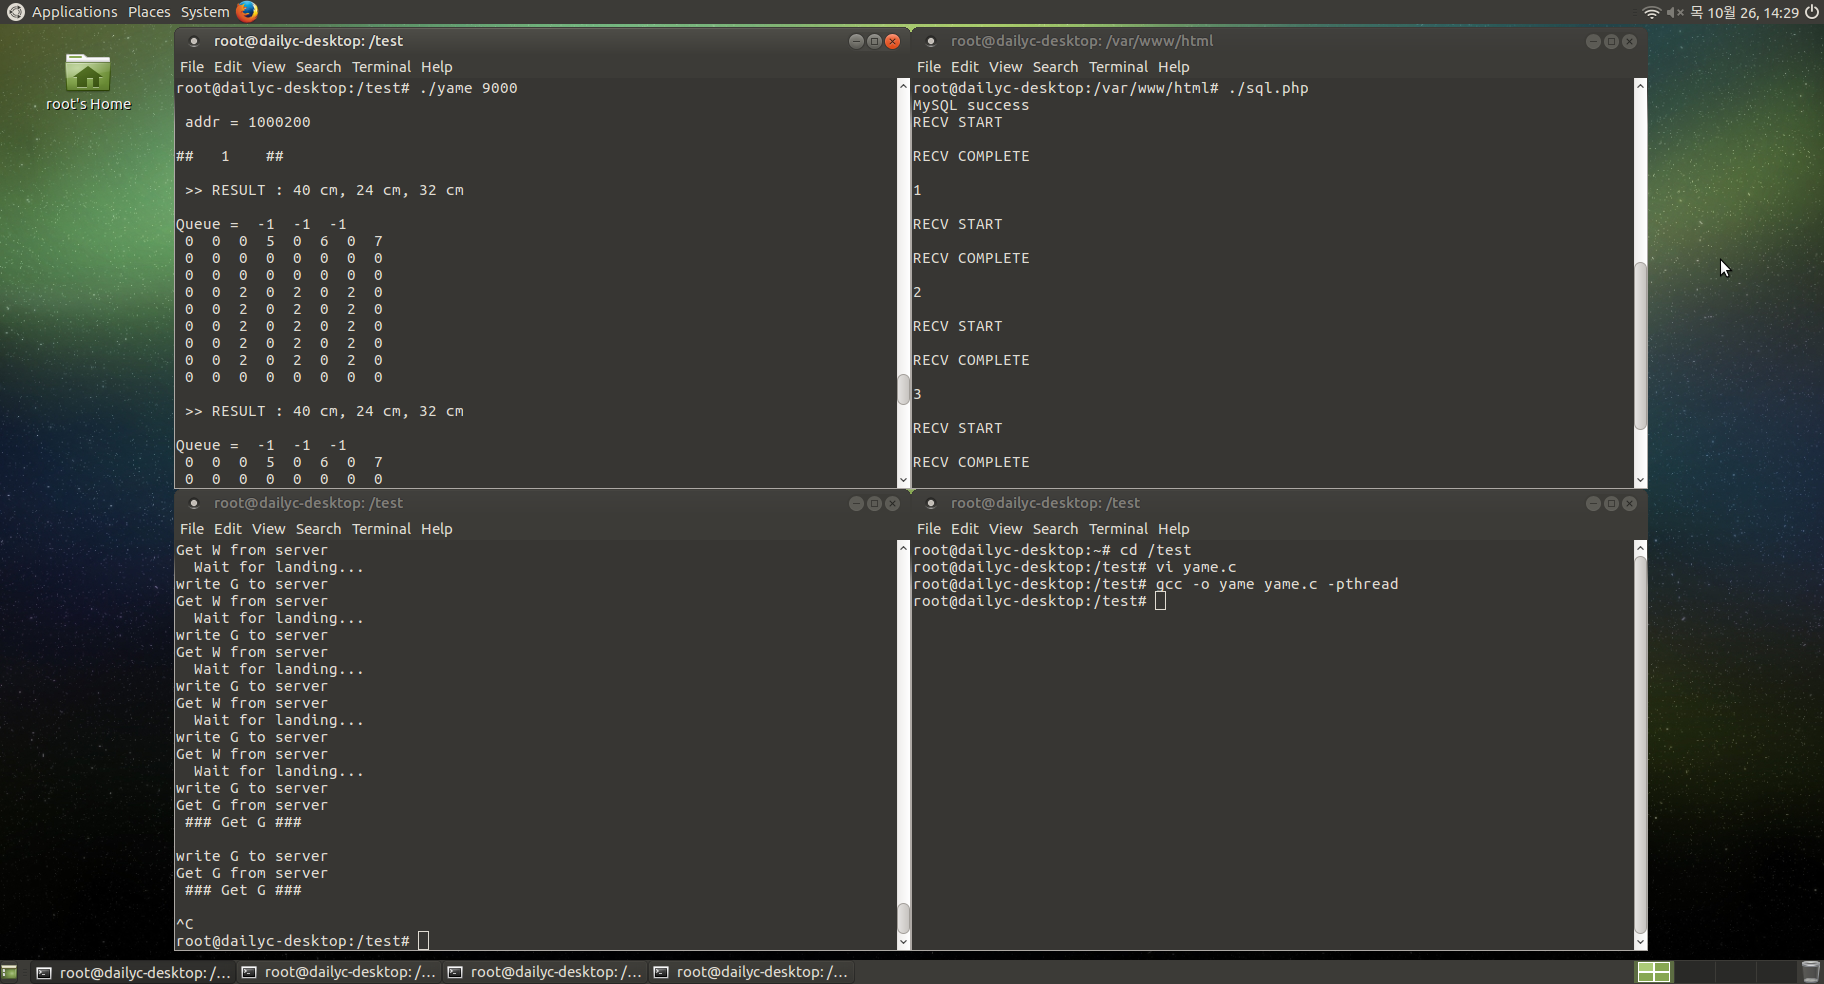 Applications Places System
목 10월 26, 14:29
root's Home
root@dailyc-desktop: /test
File Edit View Search Terminal Help
root@dailyc-desktop:/test# ./yame 9000
addr = 1000200
## 1 ##
>> RESULT : 40 cm, 24 cm, 32 cm
Queue = -1 -1 -1
0 0 0 5 0 6 0 7
0 0 0 0 0 0 0 0
0 0 0 0 0 0 0 0
0 0 2 0 2 0 2 0
0 0 2 0 2 0 2 0
0 0 2 0 2 0 2 0
0 0 2 0 2 0 2 0
0 0 2 0 2 0 2 0
0 0 0 0 0 0 0 0
>> RESULT : 40 cm, 24 cm, 32 cm
Queue = -1 -1 -1
0 0 0 5 0 6 0 7
0 0 0 0 0 0 0 0
root@dailyc-desktop: /var/www/html
File Edit View Search Terminal Help
root@dailyc-desktop:/var/www/html# ./sql.php
MySQL success
RECV START
RECV COMPLETE
1
RECV START
RECV COMPLETE
2
RECV START
RECV COMPLETE
3
RECV START
RECV COMPLETE
root@dailyc-desktop: /test
File Edit View Search Terminal Help
Get W from server
Wait for landing...
write G to server
Get W from server
Wait for landing...
write G to server
Get W from server
Wait for landing...
write G to server
Get W from server
Wait for landing...
write G to server
Get W from server
Wait for landing...
write G to server
Get G from server
### Get G ###
write G to server
Get G from server
### Get G ###
^C
root@dailyc-desktop:/test#
root@dailyc-desktop: /test
File Edit View Search Terminal Help
root@dailyc-desktop:~# cd /test
root@dailyc-desktop:/test# vi yame.c
root@dailyc-desktop:/test# gcc -o yame yame.c -pthread
root@dailyc-desktop:/test#
root@dailyc-desktop: /... root@dailyc-desktop: /... root@dailyc-desktop: /... root@dailyc-desktop: /...